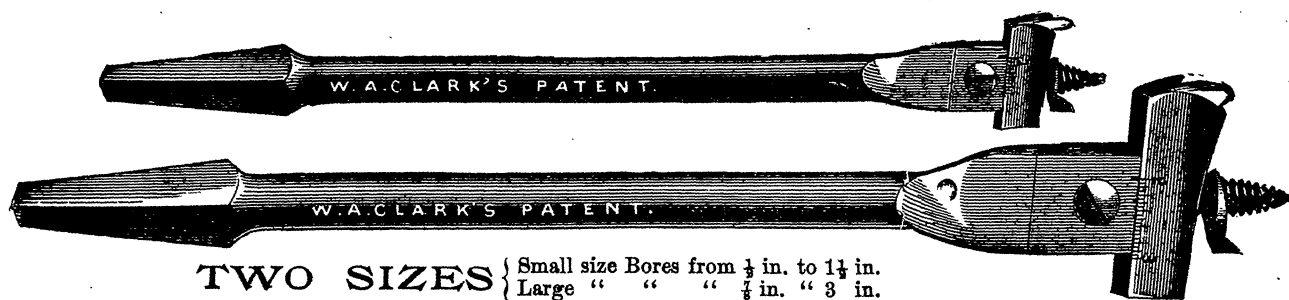 W.A.CLARK'S PATENT.
W.A.CLARK'S PATENT.
TWO SIZES { Small size Bores from ½ in. to 1½ in.
Large “ “ “ ⅞ in. “ 3 in.